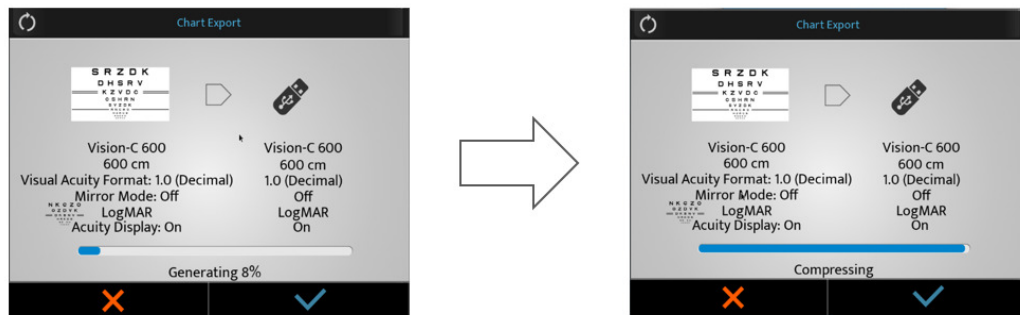 Chart Export
SRZDK
DHSRV
KZVDC
CSHRN
Vision-C 600 Vision-C 600
600 cm 600 cm
Visual Acuity Format: 1.0 (Decimal) 1.0 (Decimal)
Mirror Mode: Off Off
NKGZD
LogMAR LogMAR
Acuity Display: On On
Generating 8%
Chart Export
SRZDK
DHSRV
KZVDC
CSHRN
Vision-C 600 Vision-C 600
600 cm 600 cm
Visual Acuity Format: 1.0 (Decimal) 1.0 (Decimal)
Mirror Mode: Off Off
LogMAR LogMAR
Acuity Display: On On
Compressing